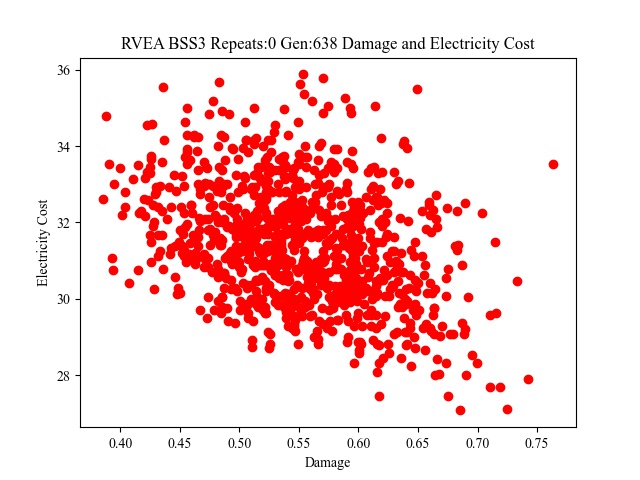 RVEA BSS3 Repeats:0 Gen:638 Damage and Electricity Cost
36
34
32
30
28
Electricity Cost
0.40 0.45 0.50 0.55 0.60 0.65 0.70 0.75
Damage